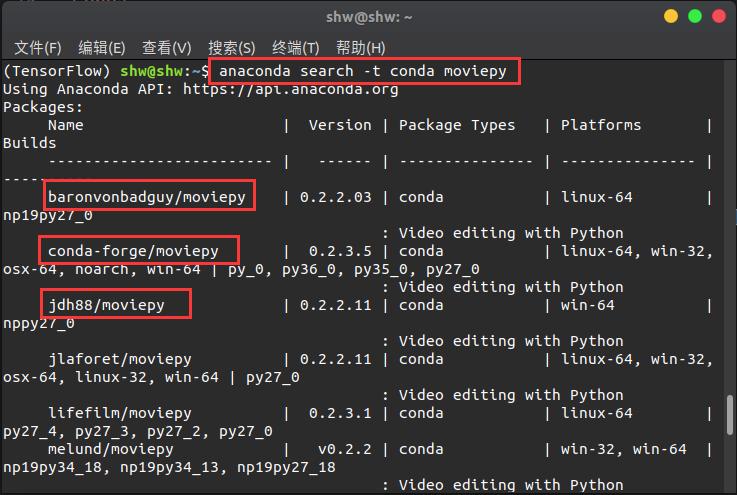 shw@shw: ~
文件(F) 编辑(E) 查看(V) 搜索(S) 终端(T) 帮助(H)
(TensorFlow) shw@shw:~$ anaconda search -t conda moviepy
Using Anaconda API: https://api.anaconda.org
Packages:
     Name                      |  Version | Package Types   | Platforms       |
Builds
     ------------------------- |   ------ | --------------- | --------------- |
----------
     baronvonbadguy/moviepy    | 0.2.2.03 | conda           | linux-64        |
np19py27_0
                                          : Video editing with Python
     conda-forge/moviepy       |  0.2.3.5 | conda           | linux-64, win-32,
osx-64, noarch, win-64 | py_0, py36_0, py35_0, py27_0
                                          : Video editing with Python
     jdh88/moviepy             | 0.2.2.11 | conda           | win-64          |
nppy27_0
                                          : Video editing with Python
     jlaforet/moviepy          | 0.2.2.11 | conda           | linux-64, win-32,
osx-64, linux-32, win-64 | py27_0
                                          : Video editing with Python
     lifefilm/moviepy          |  0.2.3.1 | conda           | linux-64        |
py27_4, py27_3, py27_2, py27_0
     melund/moviepy            |   v0.2.2 | conda           | win-32, win-64  |
np19py34_18, np19py34_13, np19py27_18
                                          : Video editing with Python